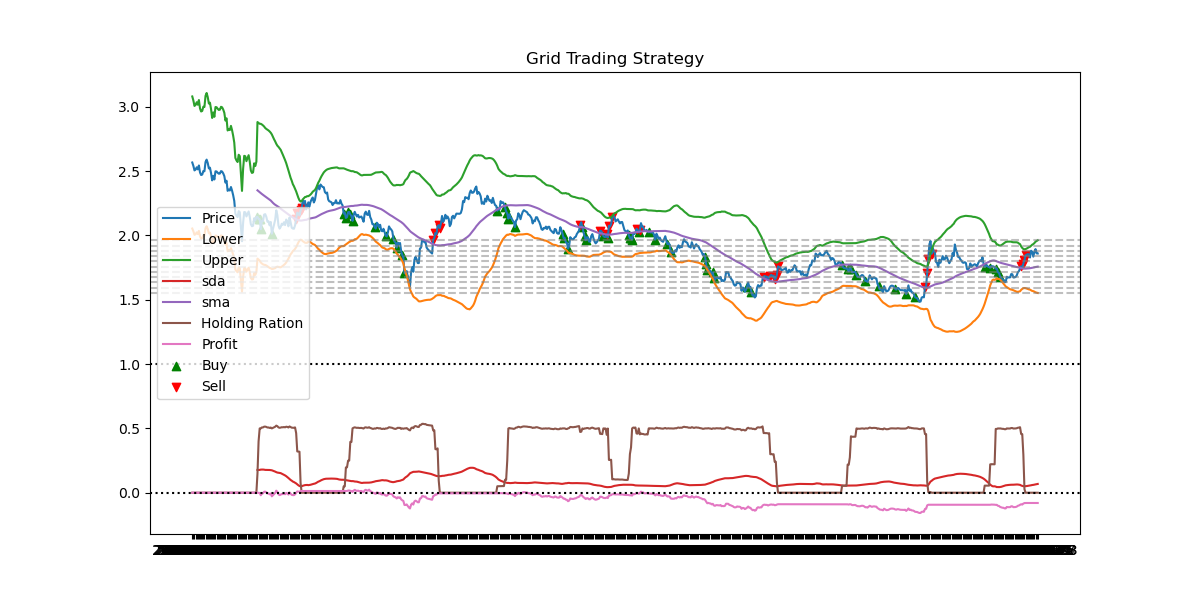 Grid Trading Strategy
3.0
2.5
2.0
1.5
1.0
0.5
0.0
Price
Lower
Upper
sda
sma
Holding Ration
Profit
Buy
Sell